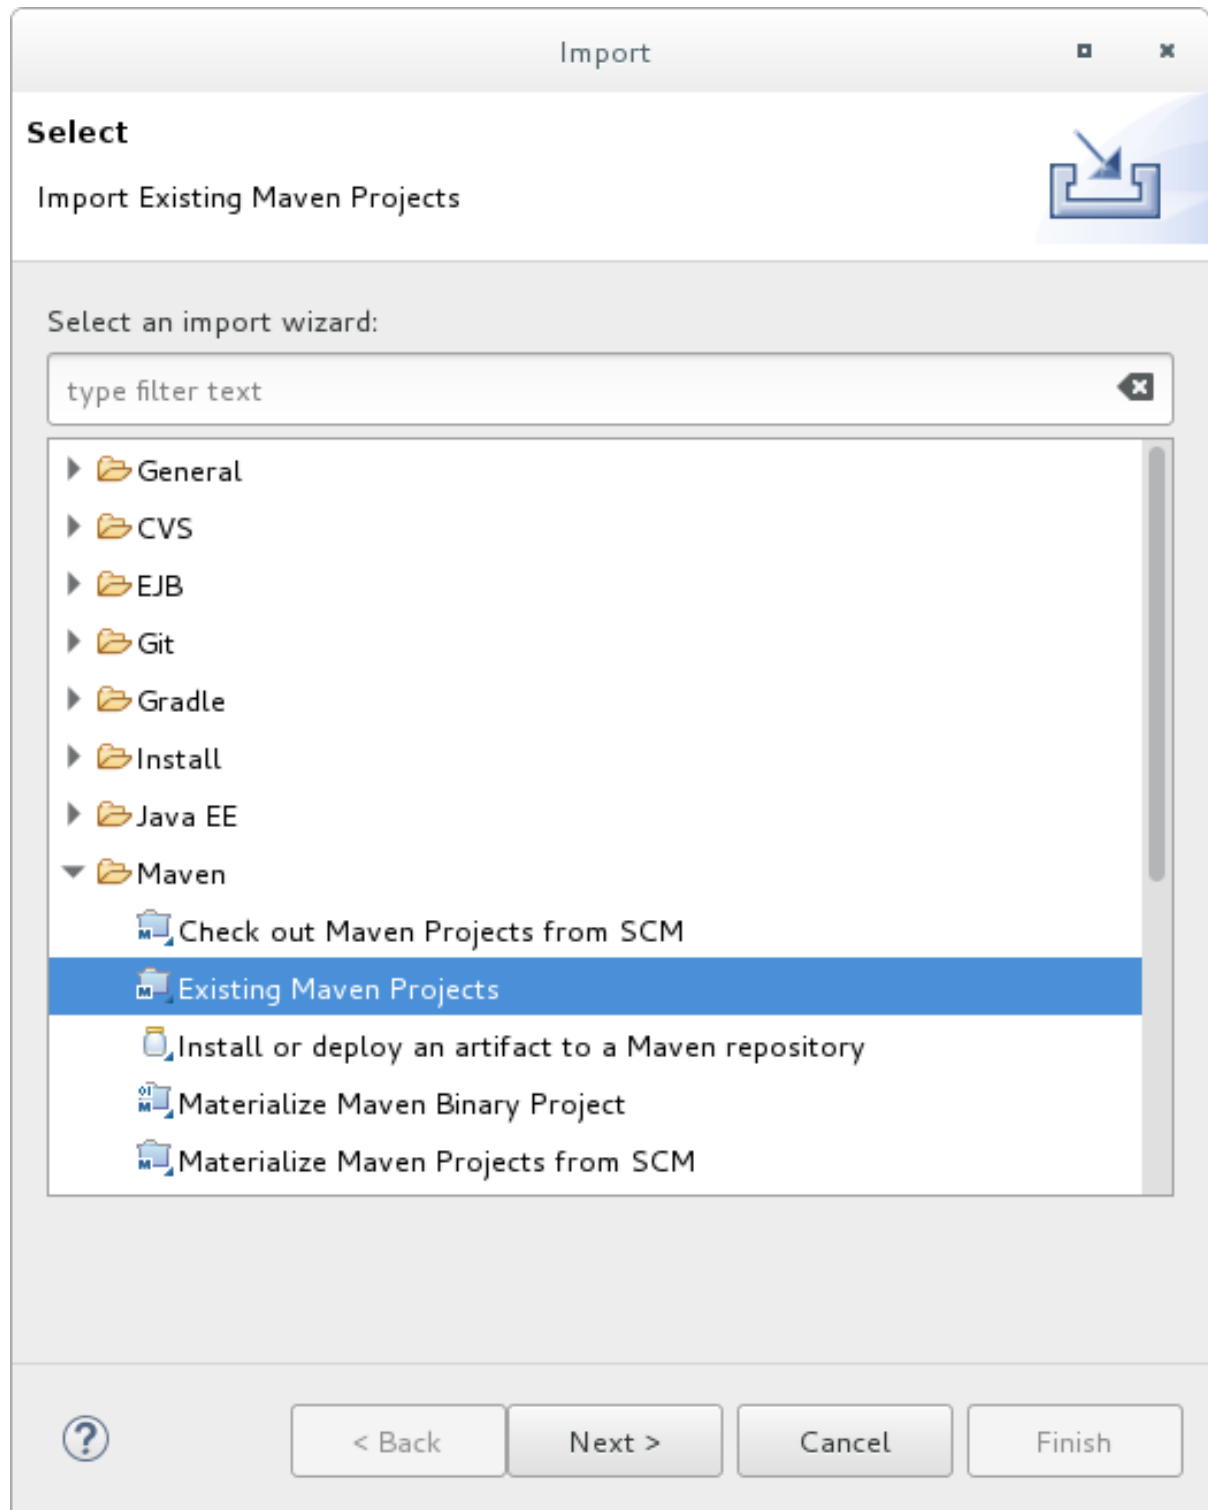 Import
Select
Import Existing Maven Projects
Select an import wizard:
type filter text
General
CVS
EJB
Git
Gradle
Install
Java EE
Maven
Check out Maven Projects from SCM
Existing Maven Projects
Install or deploy an artifact to a Maven repository
Materialize Maven Binary Project
Materialize Maven Projects from SCM
? < Back Next > Cancel Finish